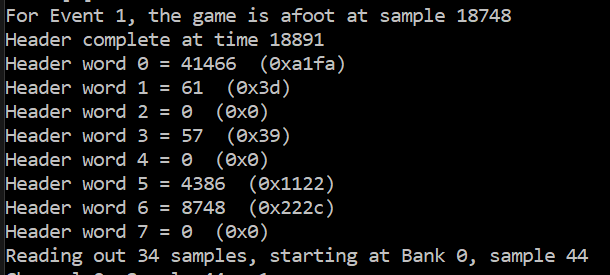 For Event 1, the game is afoot at sample 18748
Header complete at time 18891
Header word 0 = 41466  (0xa1fa)
Header word 1 = 61  (0x3d)
Header word 2 = 0  (0x0)
Header word 3 = 57  (0x39)
Header word 4 = 0  (0x0)
Header word 5 = 4386  (0x1122)
Header word 6 = 8748  (0x222c)
Header word 7 = 0  (0x0)
Reading out 34 samples, starting at Bank 0, sample 44